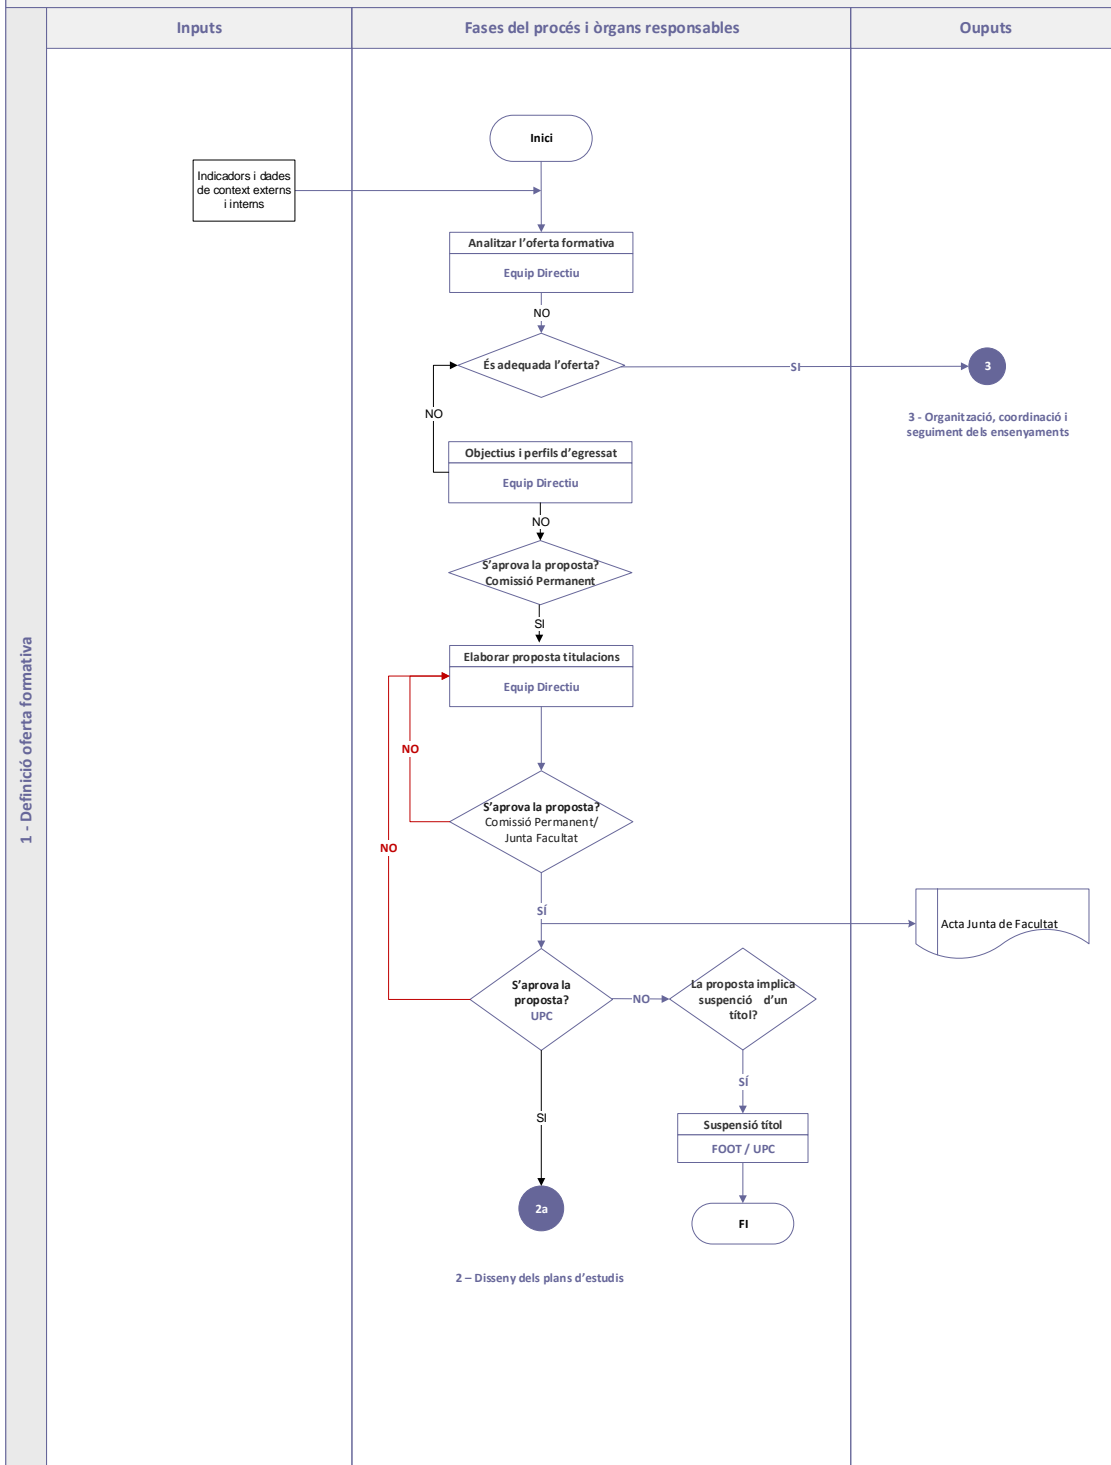 Inputs
Fases del procés i òrgans responsables
Ouputs
1 - Definició oferta formativa
Inici
Indicadors i dades
de context externs
i interns
Analitzar l'oferta formativa
Equip Directiu
NO
És adequada l'oferta?
SI
3
3 - Organització, coordinació i
seguiment dels ensenyaments
NO
Objectius i perfils d'egressat
Equip Directiu
NO
S'aprova la proposta?
Comissió Permanent
SI
Elaborar proposta titulacions
Equip Directiu
NO
S'aprova la proposta?
Comissió Permanent/
Junta Facultat
NO
SÍ
Acta Junta de Facultat
S'aprova la
proposta?
UPC
NO
La proposta implica
suspenció d'un
títol?
SÍ
SI
Suspensió títol
FOOT / UPC
2a
FI
2 – Disseny dels plans d'estudis